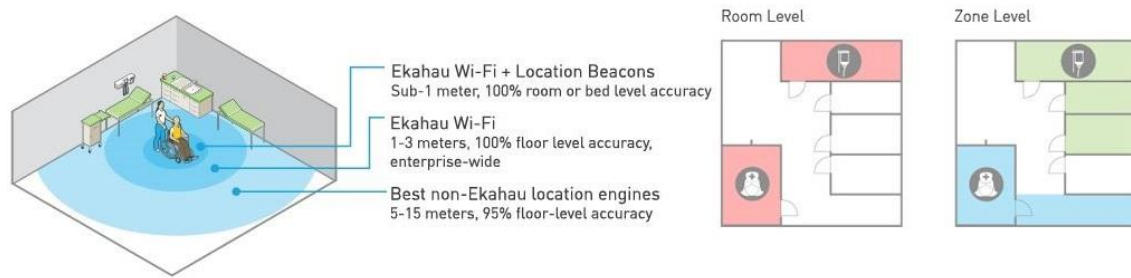 Room Level
Zone Level
Ekahau Wi-Fi + Location Beacons
Sub-1 meter, 100% room or bed level accuracy
Ekahau Wi-Fi
1-3 meters, 100% floor level accuracy,
enterprise-wide
Best non-Ekahau location engines
5-15 meters, 95% floor-level accuracy